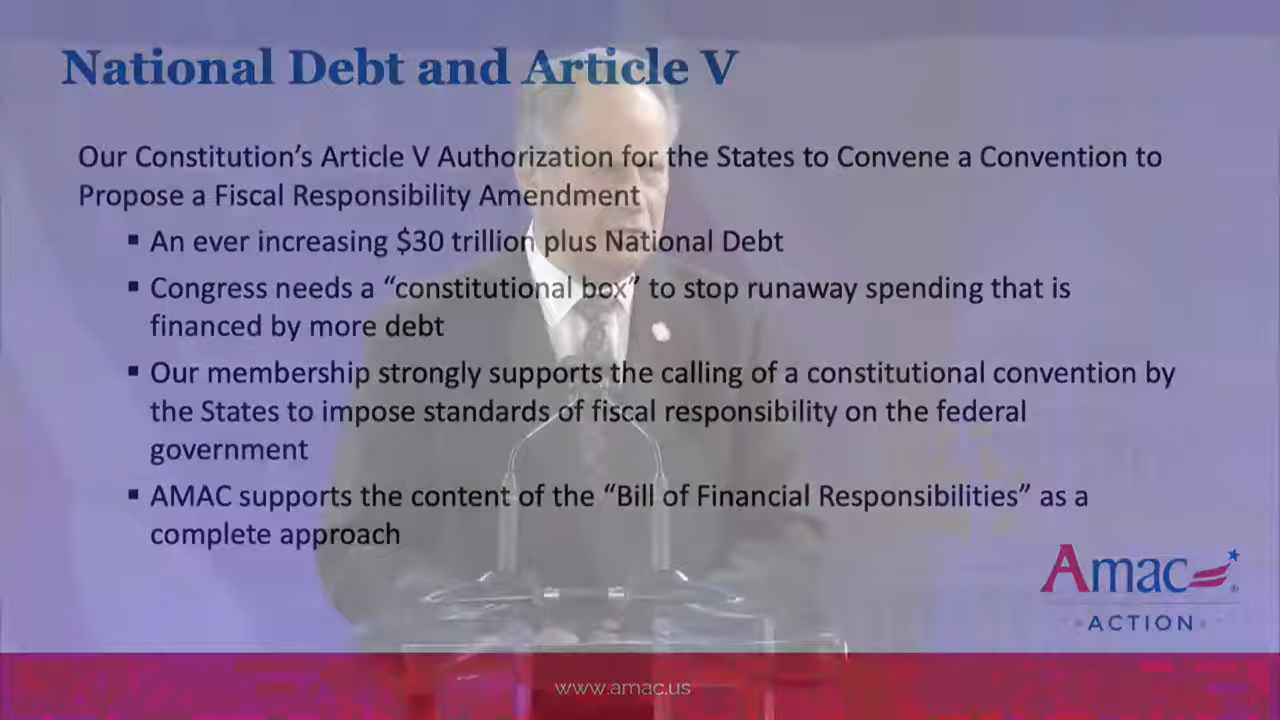 National Debt and Article V
Our Constitution’s Article V Authorization for the States to Convene a Convention to
Propose a Fiscal Responsibility Amendment
▪ An ever increasing $30 trillion plus National Debt
▪ Congress needs a “constitutional box” to stop runaway spending that is
financed by more debt
▪ Our membership strongly supports the calling of a constitutional convention by
the States to impose standards of fiscal responsibility on the federal
government
▪ AMAC supports the content of the “Bill of Financial Responsibilities” as a
complete approach
Amac®
ACTION
www.amac.us